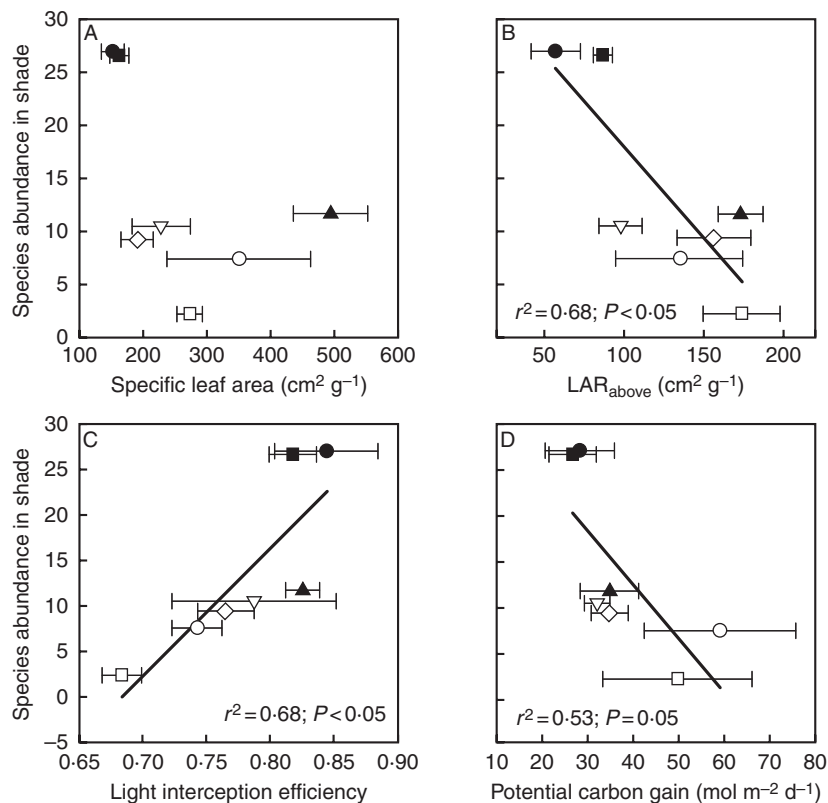 A
B
Species abundance in shade
30
25
20
15
10
5
0
100 200 300 400 500 600
Specific leaf area (cm² g⁻¹)
r²=0·68; P<0·05
50 100 150 200
LARabove (cm² g⁻¹)
C
D
Species abundance in shade
30
25
20
15
10
5
0
–5
r²=0·68; P<0·05
0·65 0·70 0·75 0·80 0·85 0·90
Light interception efficiency
r²=0·53; P=0·05
10 20 30 40 50 60 70 80
Potential carbon gain (mol m⁻² d⁻¹)